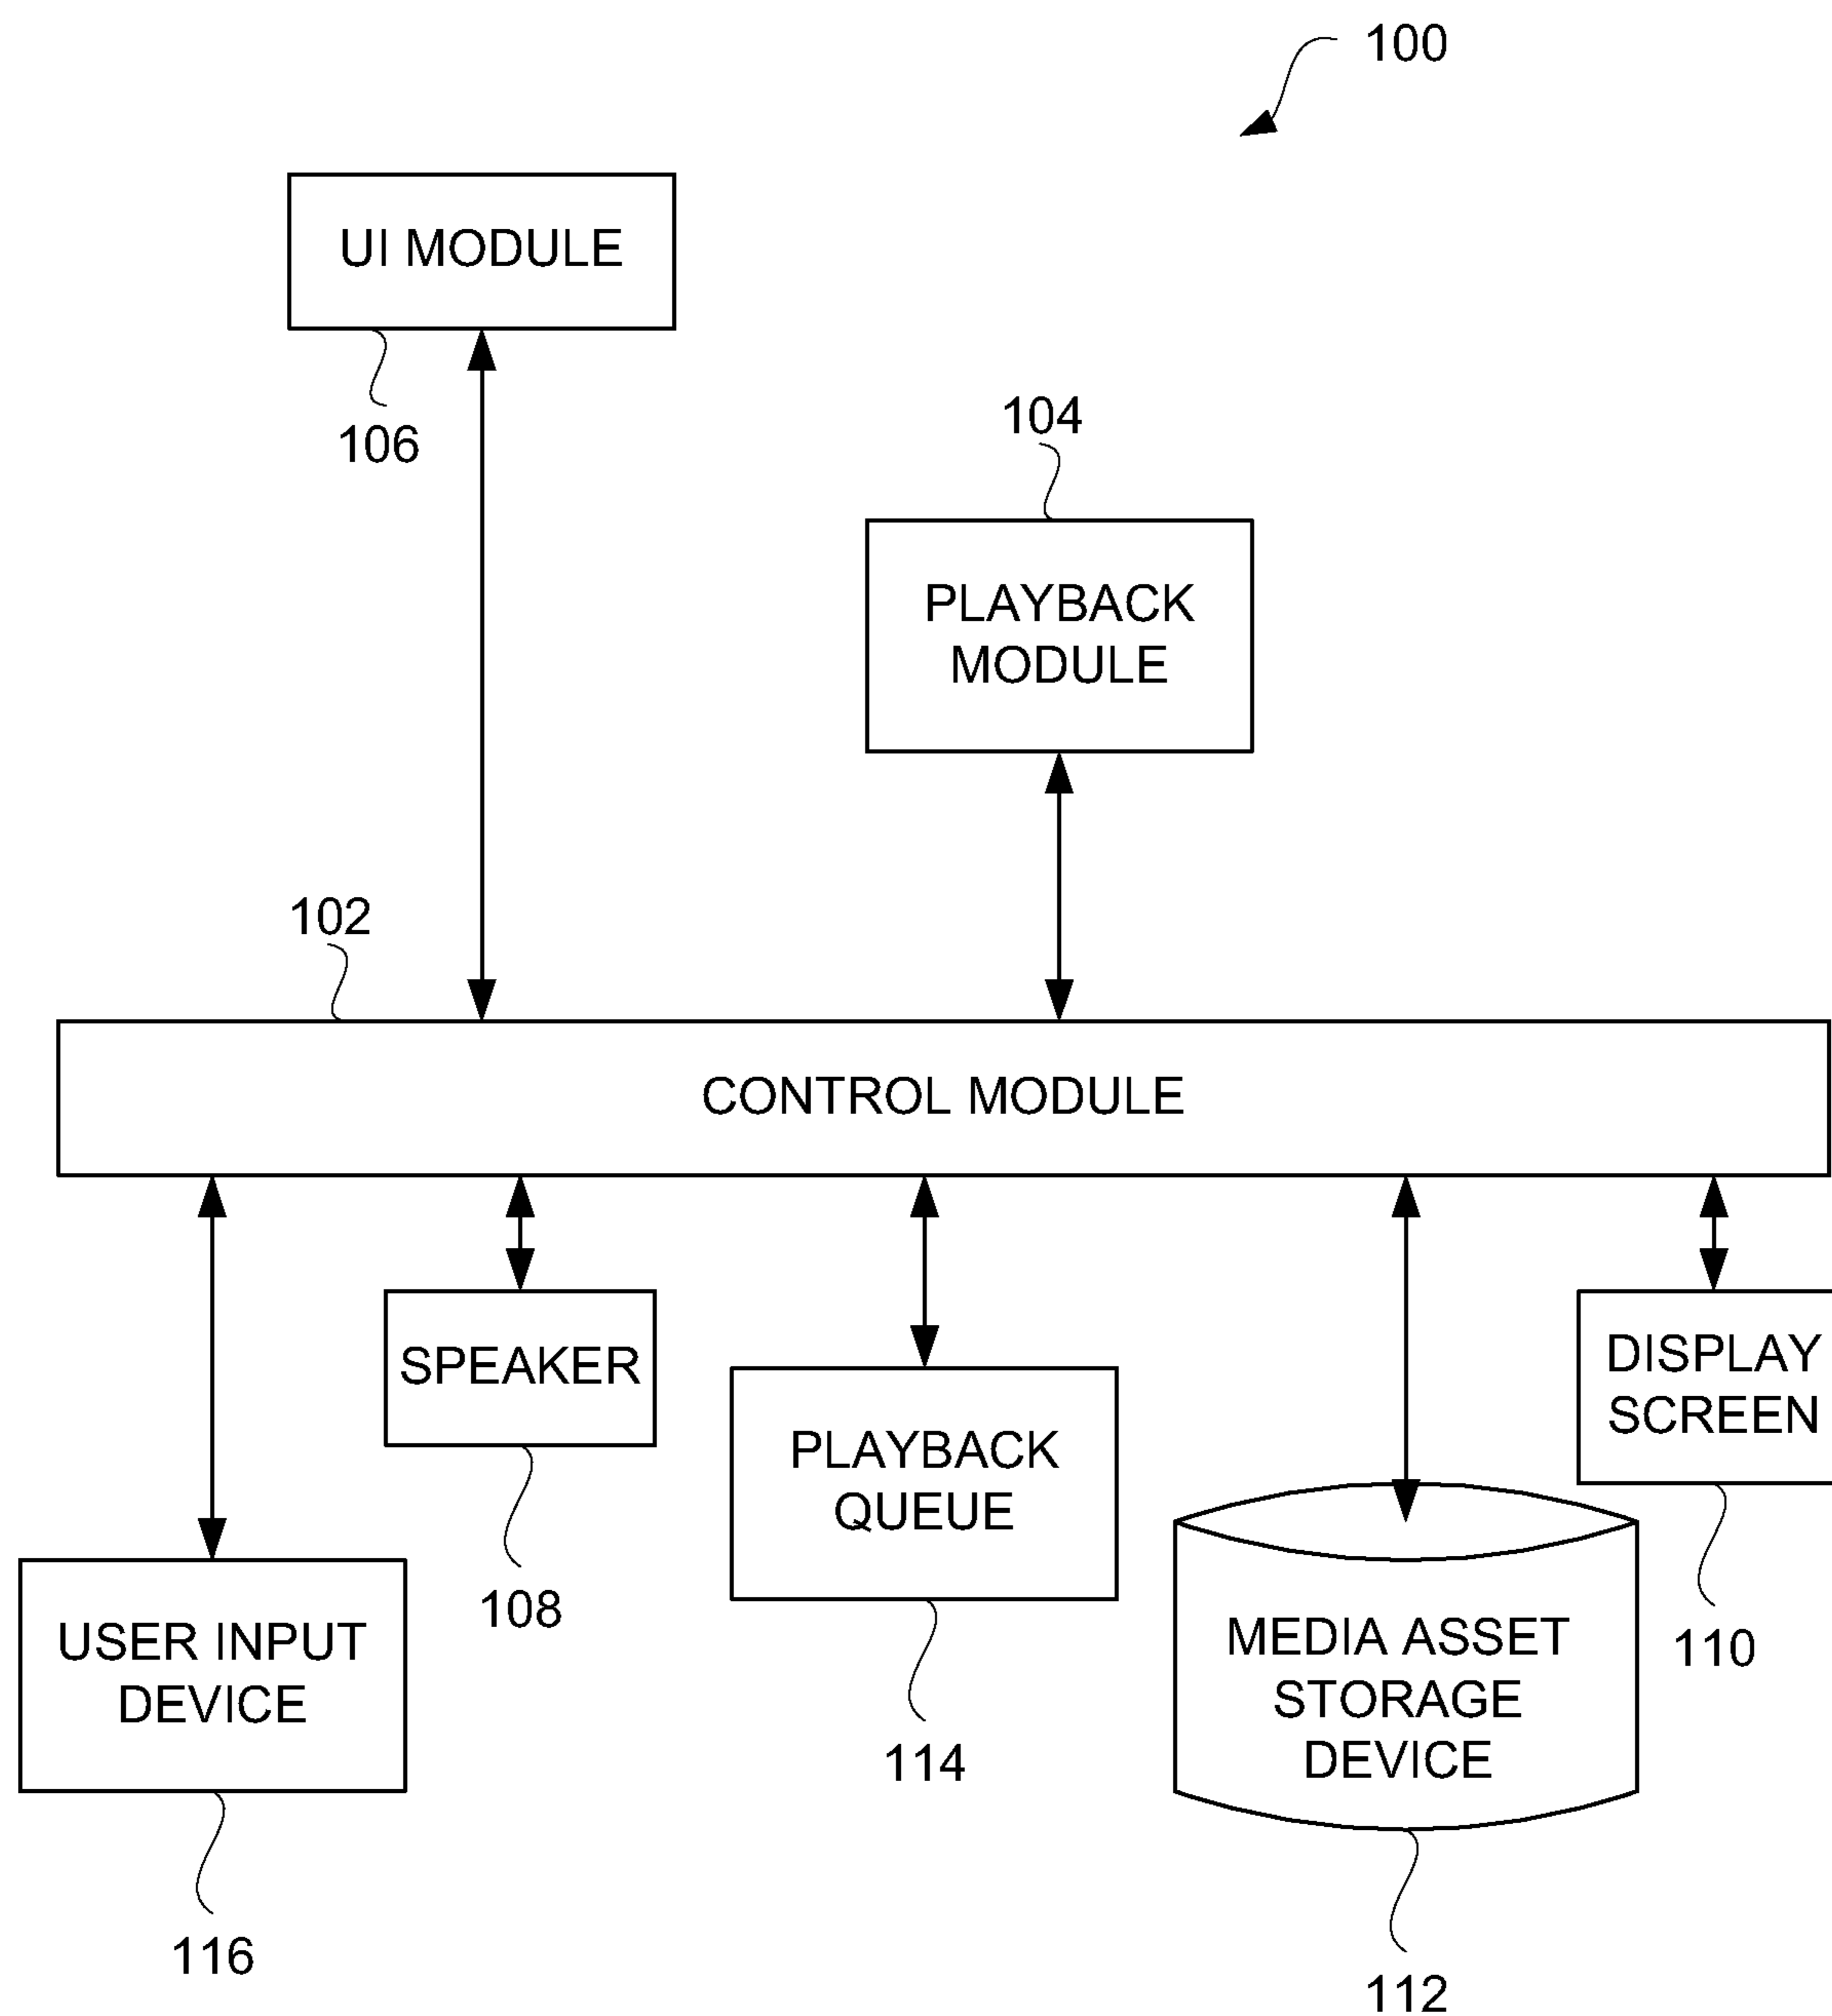 100
UI MODULE
106
104
PLAYBACK
MODULE
102
CONTROL MODULE
SPEAKER
108
PLAYBACK
QUEUE
114
DISPLAY
SCREEN
110
USER INPUT
DEVICE
116
MEDIA ASSET
STORAGE
DEVICE
112